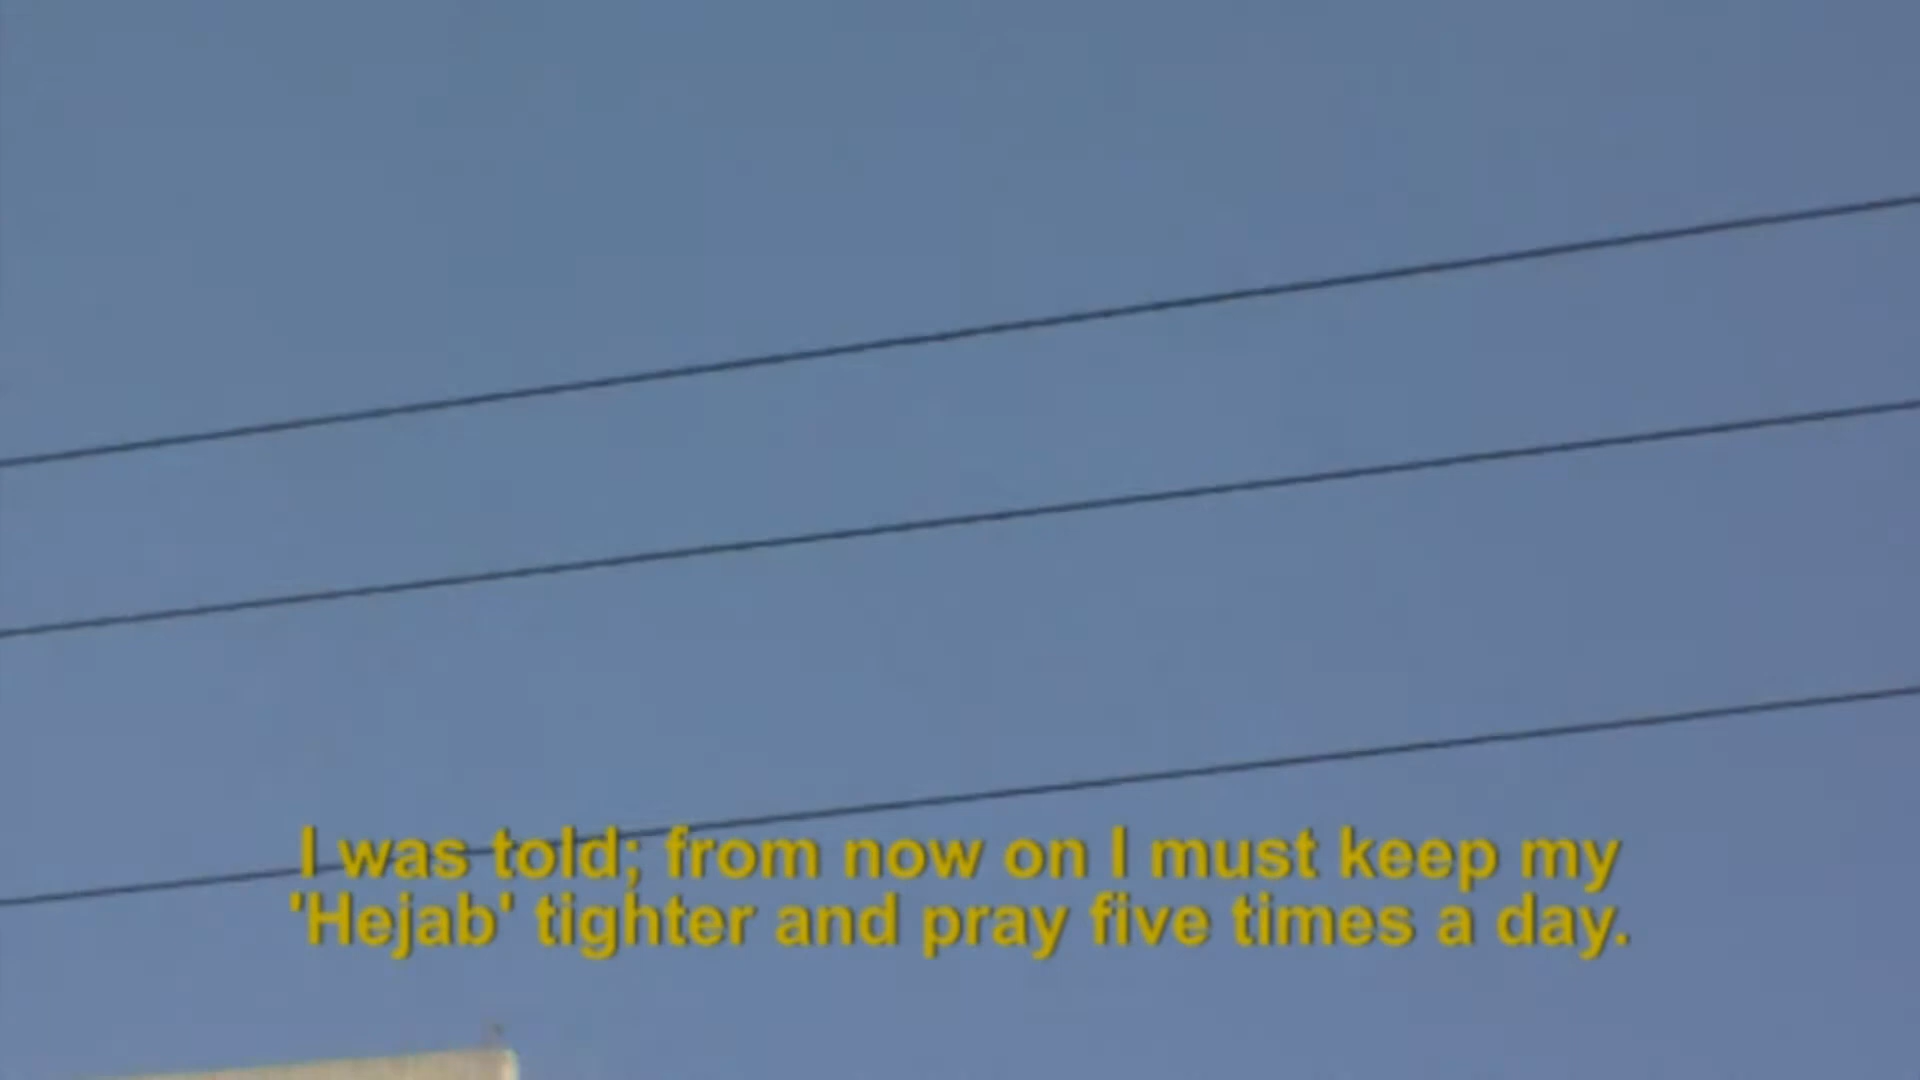 I was told; from now on I must keep my
'Hejab' tighter and pray five times a day.